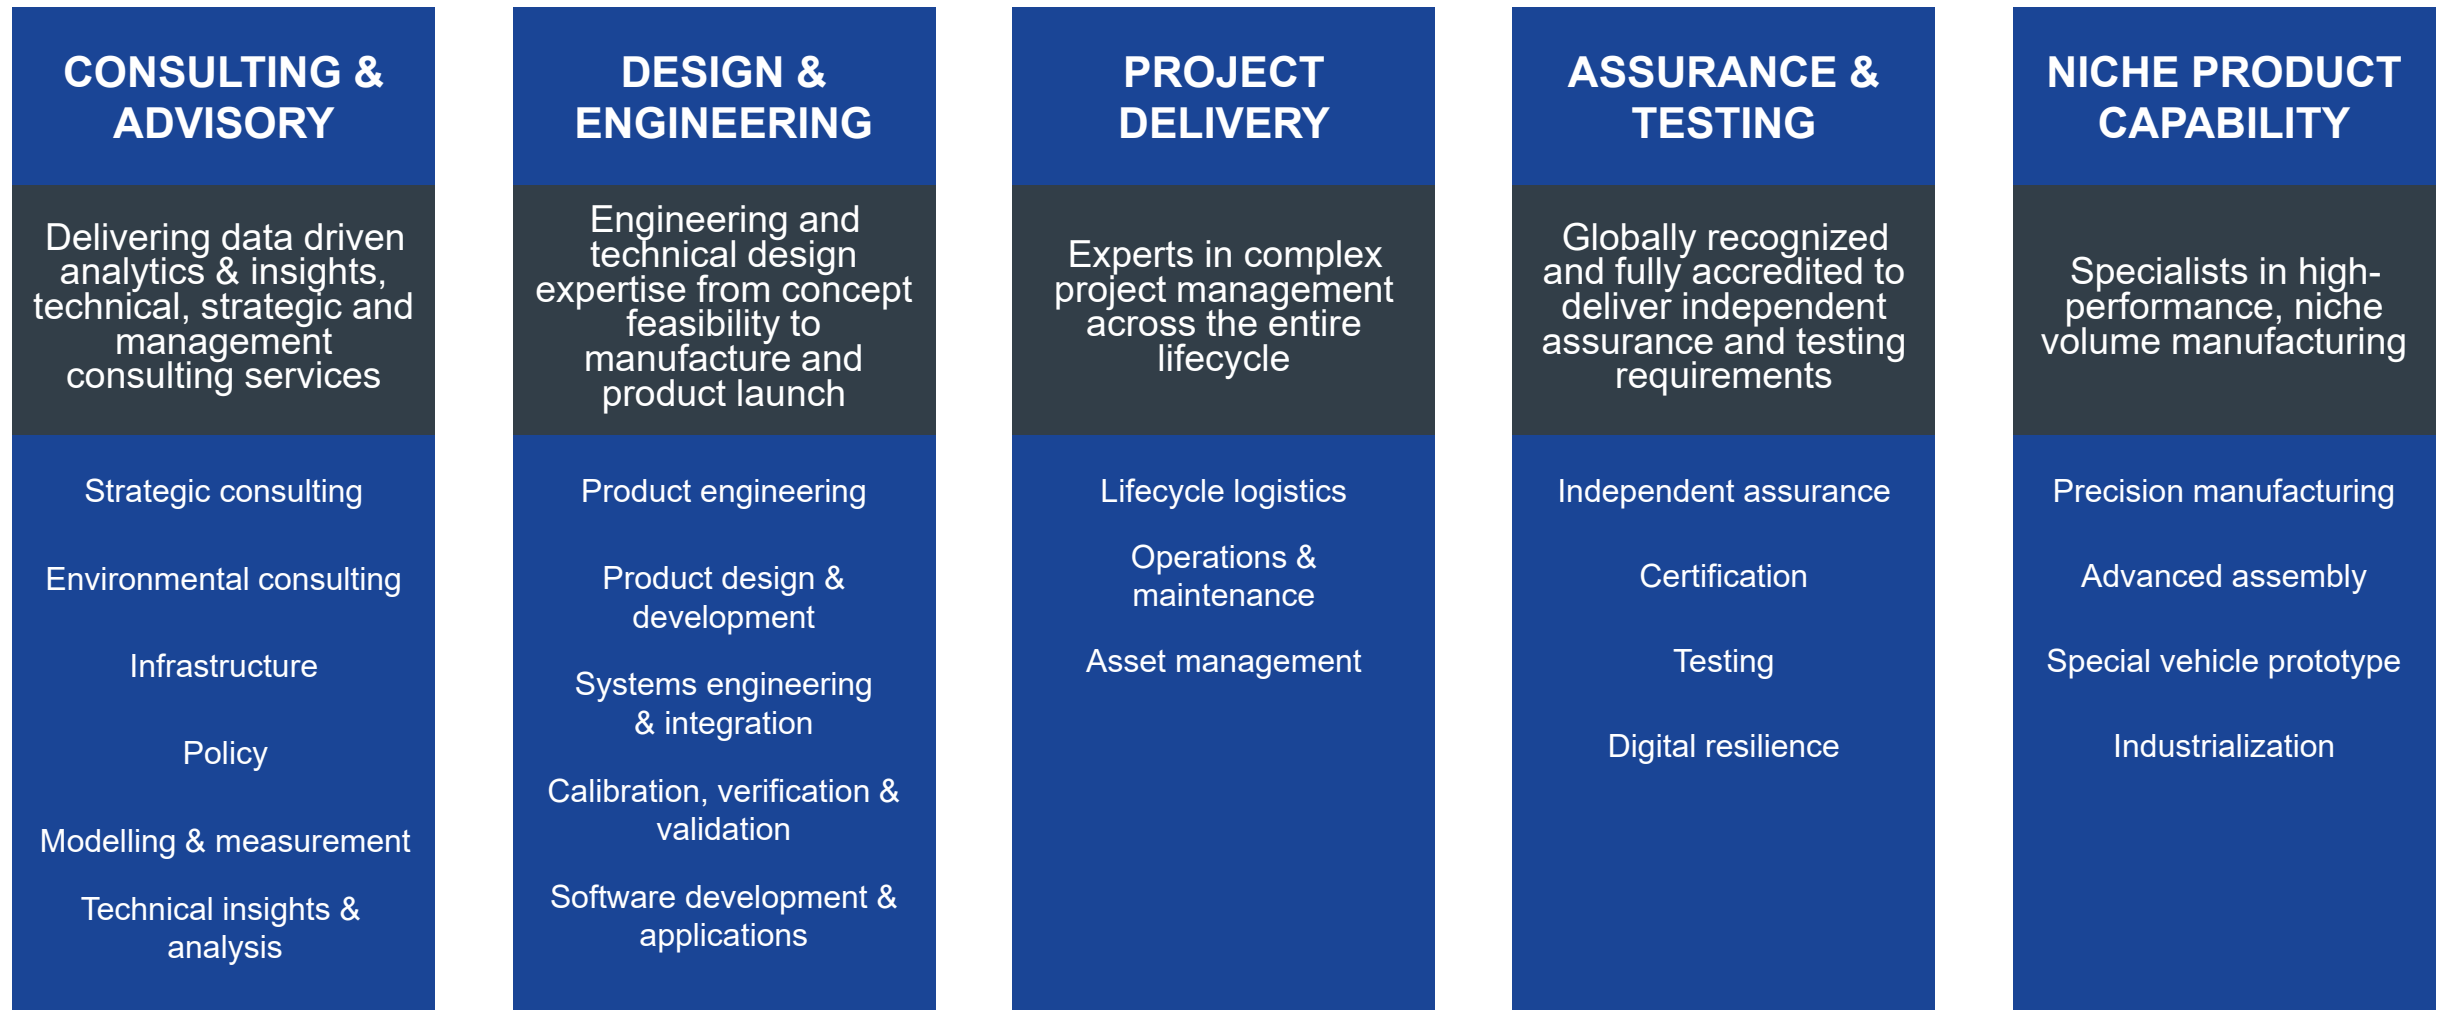 CONSULTING &
ADVISORY
Delivering data driven
analytics & insights,
technical, strategic and
management
consulting services
Strategic consulting
Environmental consulting
Infrastructure
Policy
Modelling & measurement
Technical insights &
analysis
DESIGN &
ENGINEERING
Engineering and
technical design
expertise from concept
feasibility to
manufacture and
product launch
Product engineering
Product design &
development
Systems engineering
& integration
Calibration, verification &
validation
Software development &
applications
PROJECT
DELIVERY
Experts in complex
project management
across the entire
lifecycle
Lifecycle logistics
Operations &
maintenance
Asset management
ASSURANCE &
TESTING
Globally recognized
and fully accredited to
deliver independent
assurance and testing
requirements
Independent assurance
Certification
Testing
Digital resilience
NICHE PRODUCT
CAPABILITY
Specialists in high-
performance, niche
volume manufacturing
Precision manufacturing
Advanced assembly
Special vehicle prototype
Industrialization